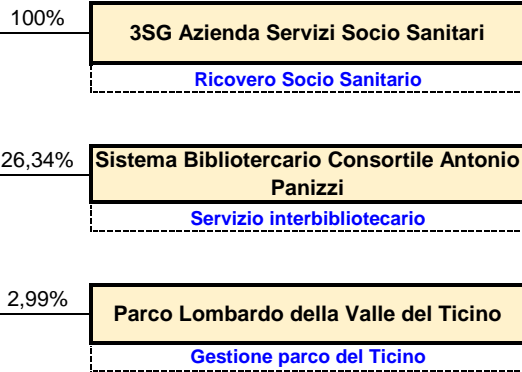 100%
3SG Azienda Servizi Socio Sanitari
Ricovero Socio Sanitario
26,34%
Sistema Bibliotercario Consortile Antonio
Panizzi
Servizio interbibliotecario
2,99%
Parco Lombardo della Valle del Ticino
Gestione parco del Ticino